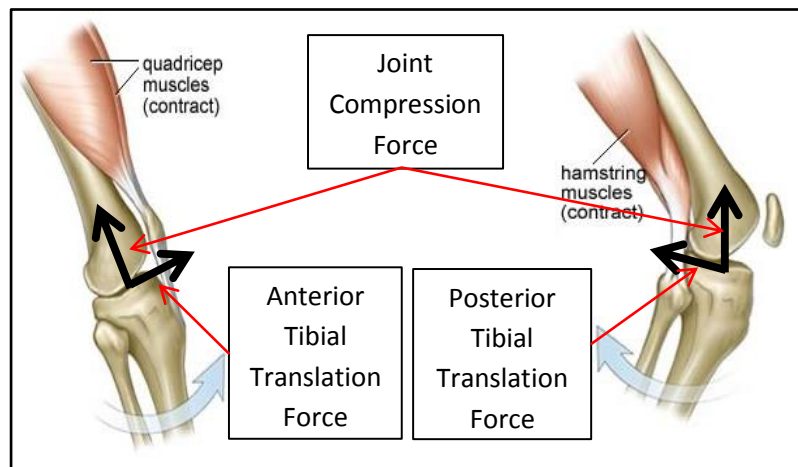 quadricep
muscles
(contract)
Joint
Compression
Force
hamstring
muscles
(contract)
Anterior
Tibial
Translation
Force
Posterior
Tibial
Translation
Force